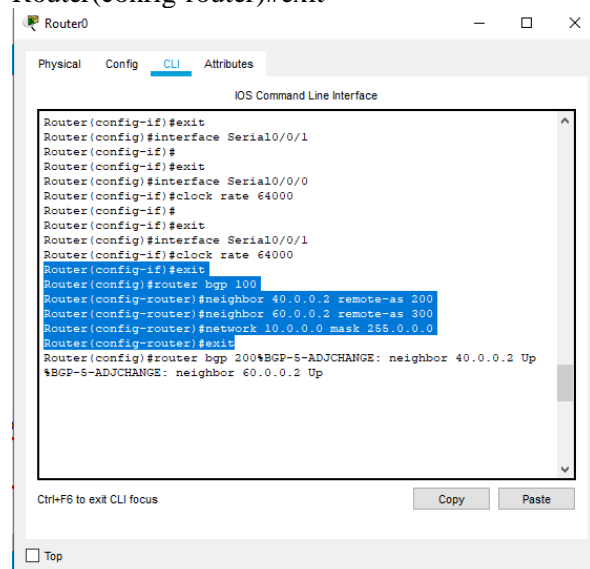 Router(config-router)#exit
Router0
Physical Config CLI Attributes
IOS Command Line Interface
Router(config-if)#exit
Router(config)#interface Serial0/0/1
Router(config-if)#
Router(config-if)#exit
Router(config)#interface Serial0/0/0
Router(config-if)#clock rate 64000
Router(config-if)#
Router(config-if)#exit
Router(config)#interface Serial0/0/1
Router(config-if)#clock rate 64000
Router(config-if)#exit
Router(config)#router bgp 100
Router(config-router)#neighbor 40.0.0.2 remote-as 200
Router(config-router)#neighbor 60.0.0.2 remote-as 300
Router(config-router)#network 10.0.0.0 mask 255.0.0.0
Router(config-router)#exit
Router(config)#router bgp 200%BGP-5-ADJCHANGE: neighbor 40.0.0.2 Up
%BGP-5-ADJCHANGE: neighbor 60.0.0.2 Up
Ctrl+F6 to exit CLI focus
Copy Paste
Top